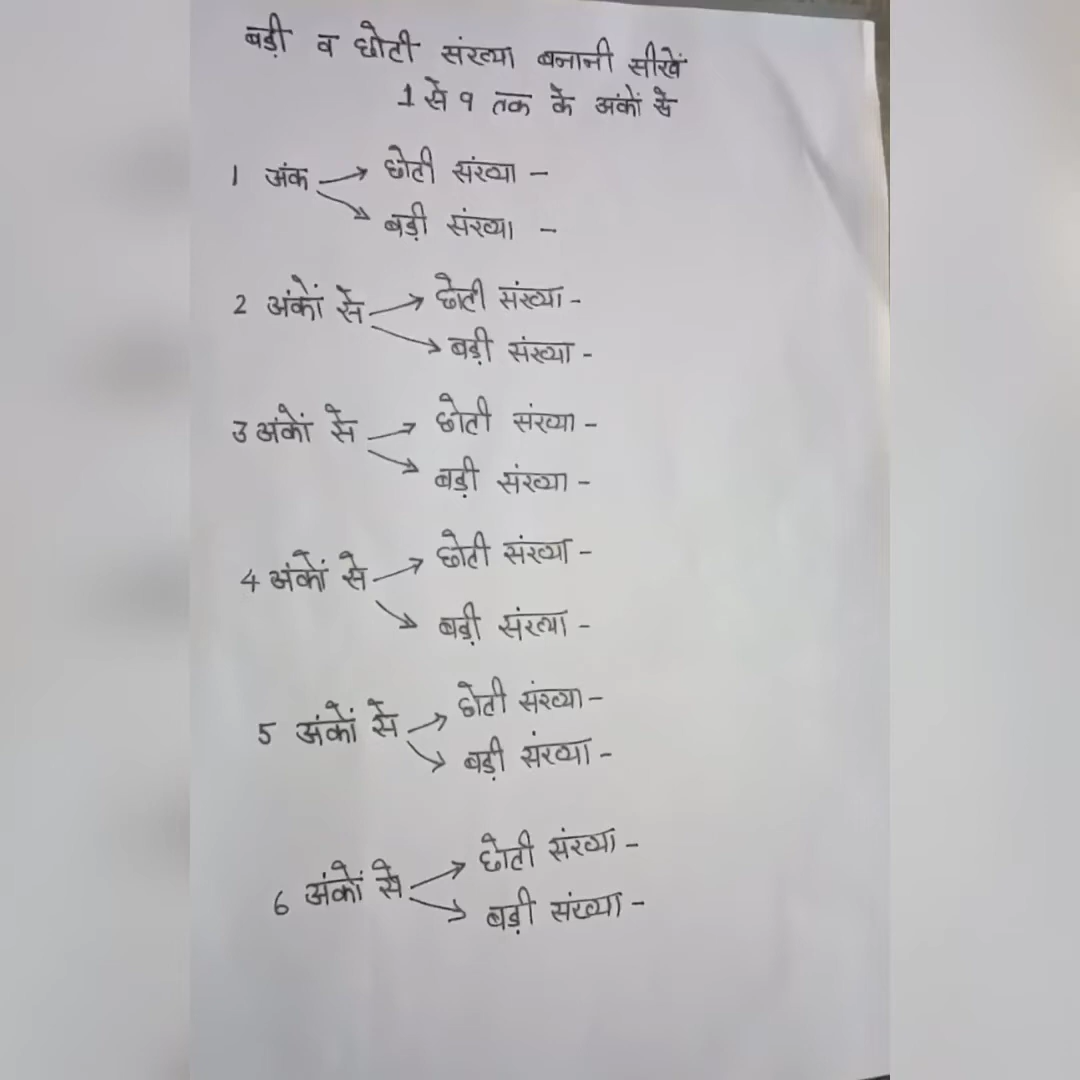 बड़ी व छोटी संख्या बनानी सीखें
1 से 9 तक के अंकों से
1 अंक → छोटी संख्या -
→ बड़ी संख्या -
2 अंकों से → छोटी संख्या -
→ बड़ी संख्या -
3 अंकों से → छोटी संख्या -
→ बड़ी संख्या -
4 अंकों से → छोटी संख्या -
→ बड़ी संख्या -
5 अंकों से → छोटी संख्या -
→ बड़ी संख्या -
6 अंकों से → छोटी संख्या -
→ बड़ी संख्या -